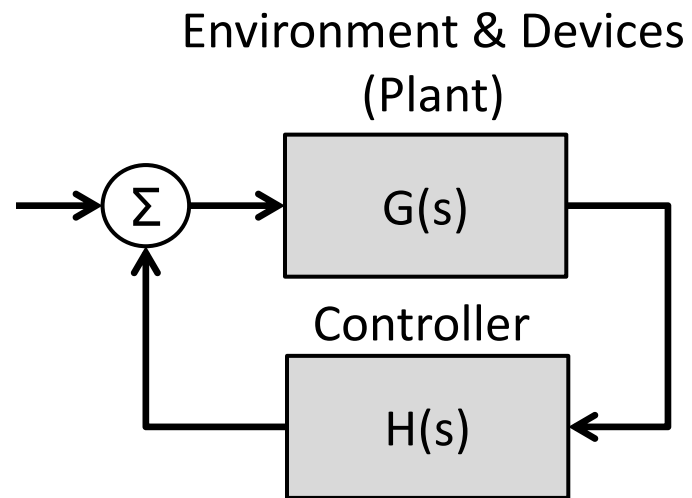 Environment & Devices
(Plant)
Σ
G(s)
Controller
H(s)